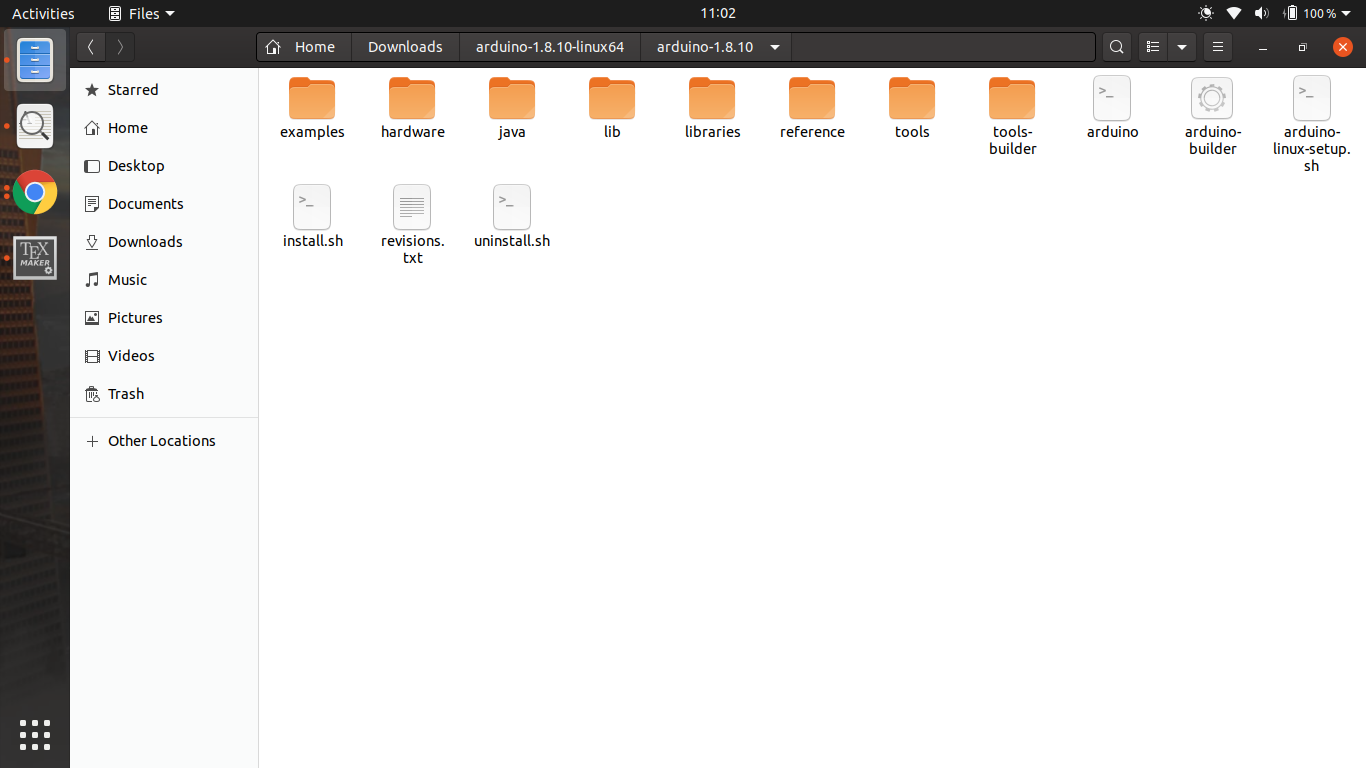 Activities
Files
11:02
100 %
Home
Downloads
arduino-1.8.10-linux64
arduino-1.8.10
TEX
MAKER
Starred
Home
Desktop
Documents
Downloads
Music
Pictures
Videos
Trash
Other Locations
examples
hardware
java
lib
libraries
reference
tools
tools-
builder
>_
arduino
arduino-
builder
>_
arduino-
linux-setup.
sh
>_
install.sh
revisions.
txt
>_
uninstall.sh